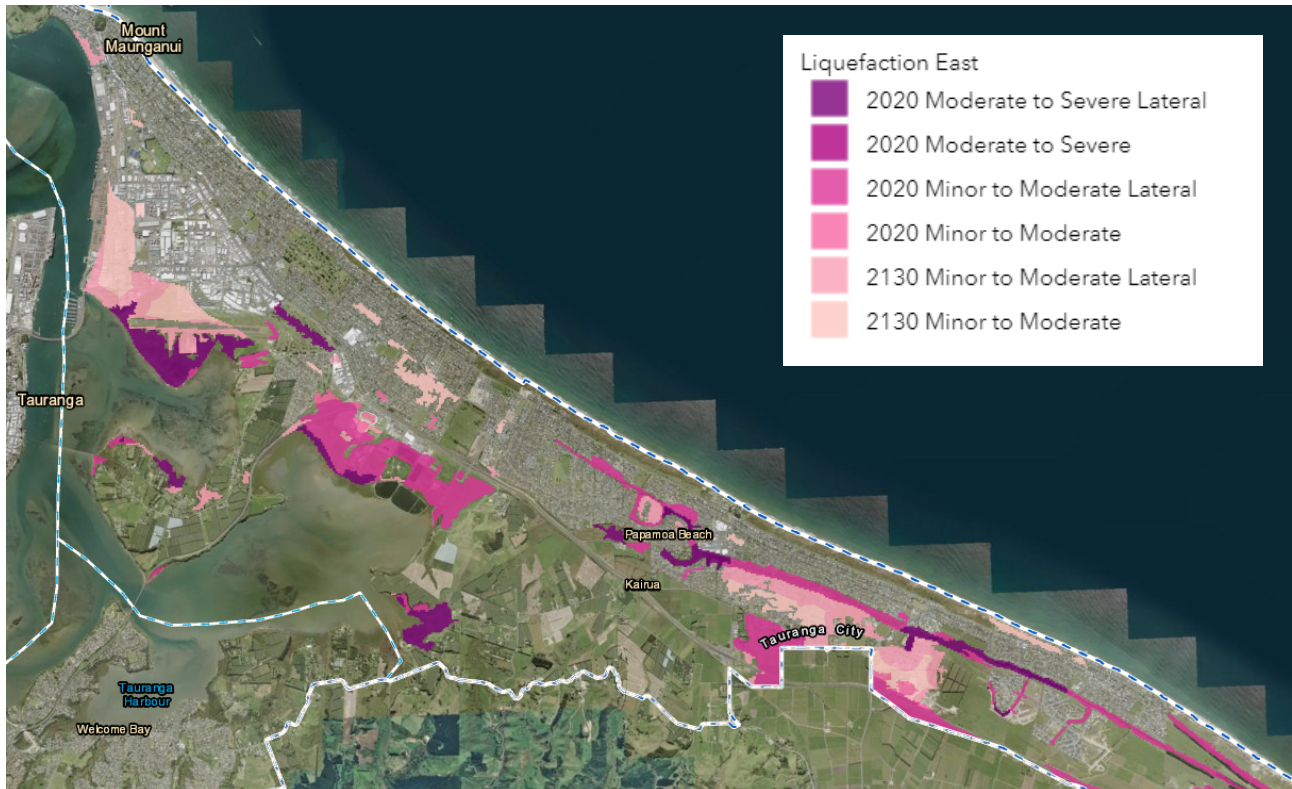 Mount
Maunganui
Liquefaction East
2020 Moderate to Severe Lateral
2020 Moderate to Severe
2020 Minor to Moderate Lateral
2020 Minor to Moderate
2130 Minor to Moderate Lateral
2130 Minor to Moderate
Tauranga
Papamoa Beach
Kairua
Tauranga City
Tauranga
Harbour
Welcome Bay